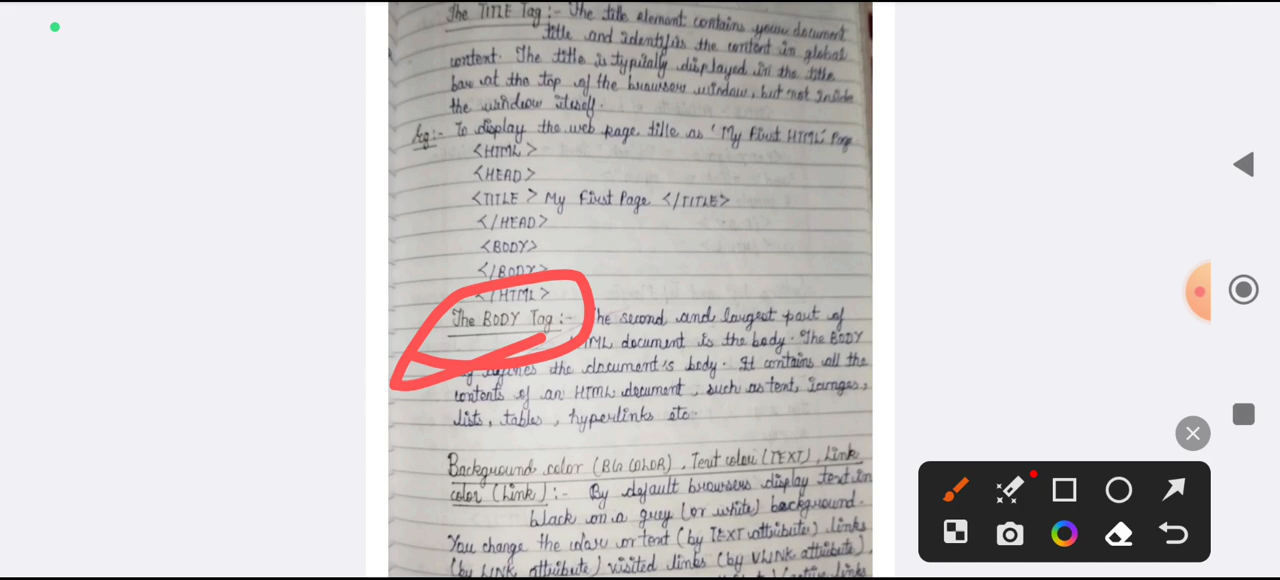 The TITLE Tag :- The title element contains your document
title and identifies the content in global
content. The title is typically displayed in the title
bar at the top of the browser window, but not inside
the window itself.
Eg:- To display the web page title as 'My First HTML' Page
<HTML>
<HEAD>
<TITLE > My First Page </TITLE>
</HEAD>
<BODY>
</BODY>
</HTML>
The BODY Tag :- The second and largest part of
HTML document is the body. The BODY
defines the document's body. It contains all the
contents of an HTML document, such as text, images,
lists, tables, hyperlinks etc.
Background color (BG COLOR), Text color (TEXT), Link
color (Link) :- By default browsers display text in
black on a grey (or white) background.
You change the color or text (by TEXT attribute) links
(by LINK attribute) visited links (by VLINK attribute)
links